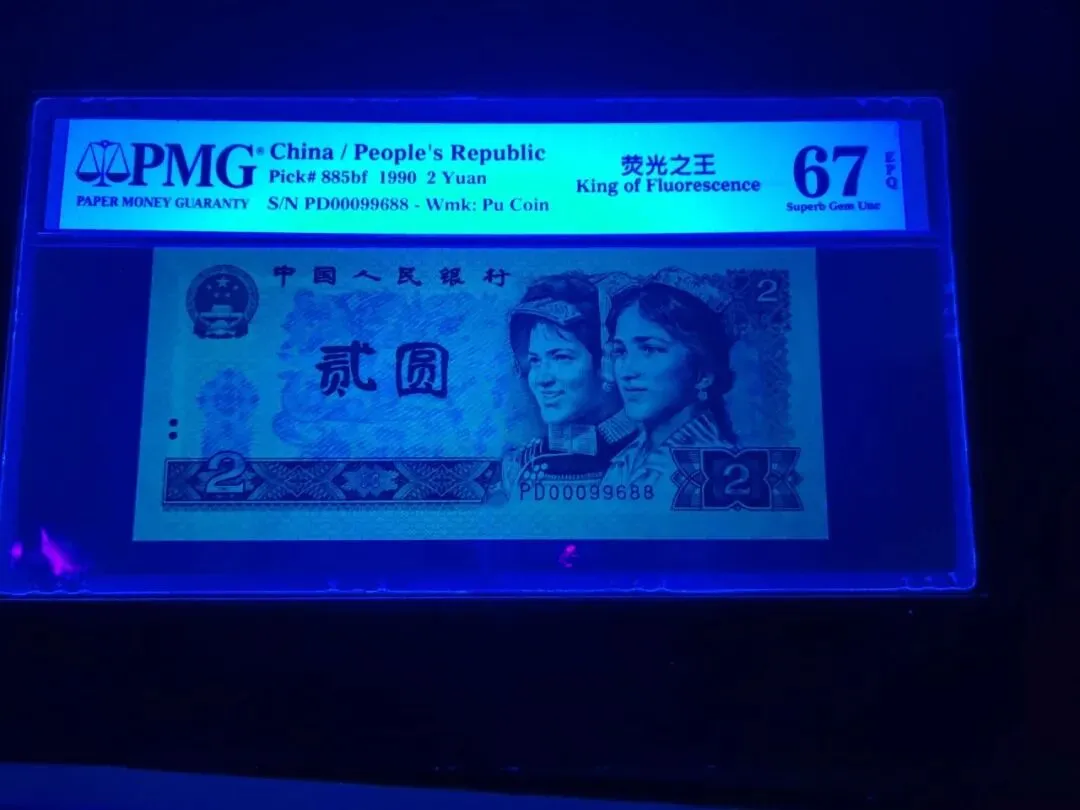 PMG®
PAPER MONEY GUARANTY
China / People's Republic
Pick# 885bf 1990 2 Yuan
S/N PD00099688 - Wmk: Pu Coin
荧光之王
King of Fluorescence
67
EPQ
Superb Gem Unc
中国人民银行
2
贰圆
2
PD00099688
2